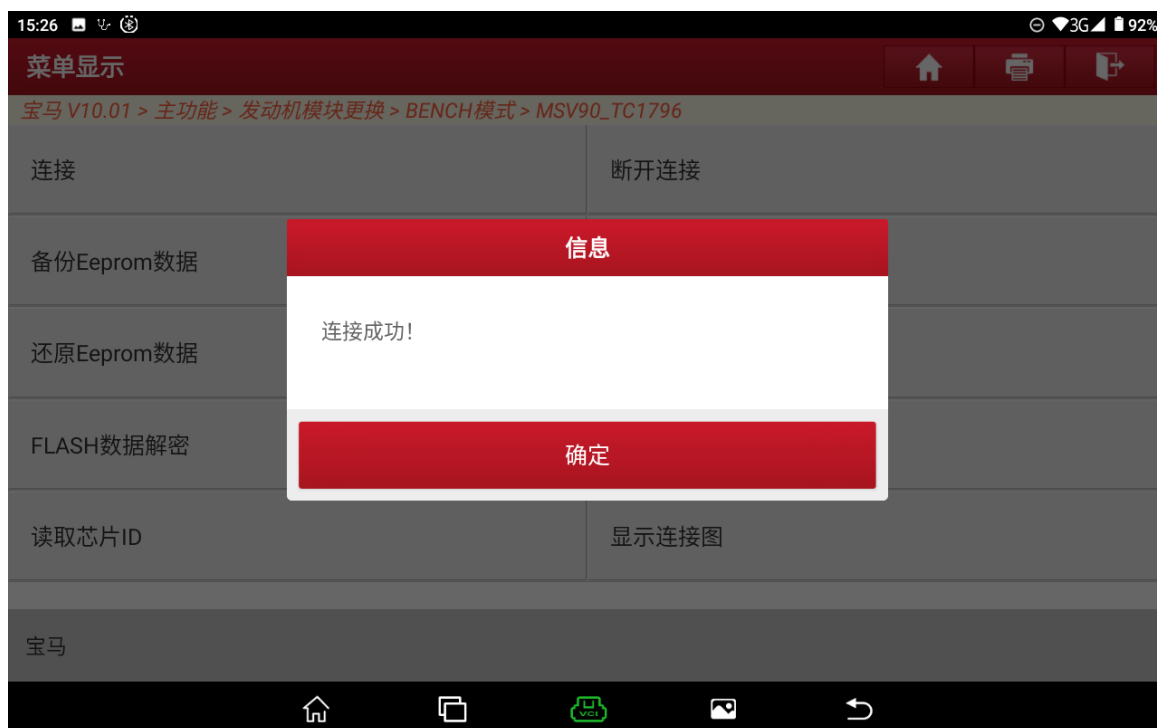 15:26 3G 92%
菜单显示
宝马 V10.01 > 主功能 > 发动机模块更换 > BENCH模式 > MSV90_TC1796
连接 断开连接
信息
备份Eeprom数据
连接成功！
还原Eeprom数据
FLASH数据解密
确定
读取芯片ID 显示连接图
宝马
VCI